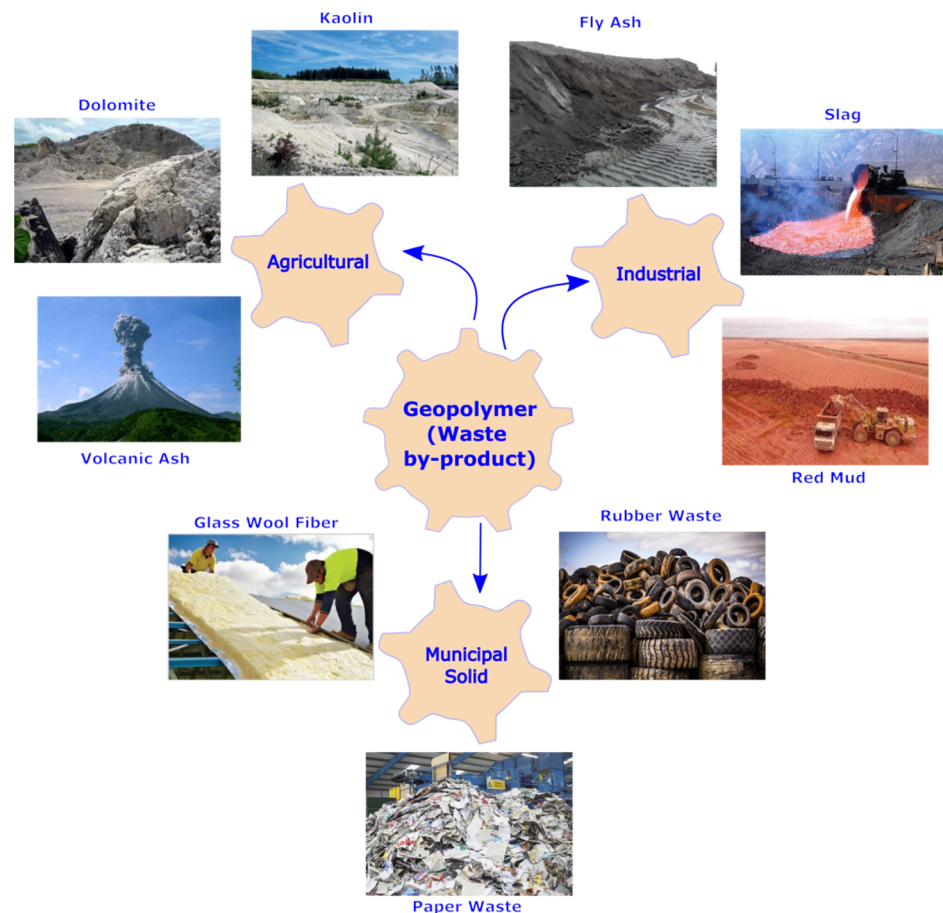 Kaolin
Fly Ash
Dolomite
Slag
Agricultural
Industrial
Geopolymer
(Waste
by-product)
Volcanic Ash
Red Mud
Glass Wool Fiber
Rubber Waste
Municipal
Solid
Paper Waste